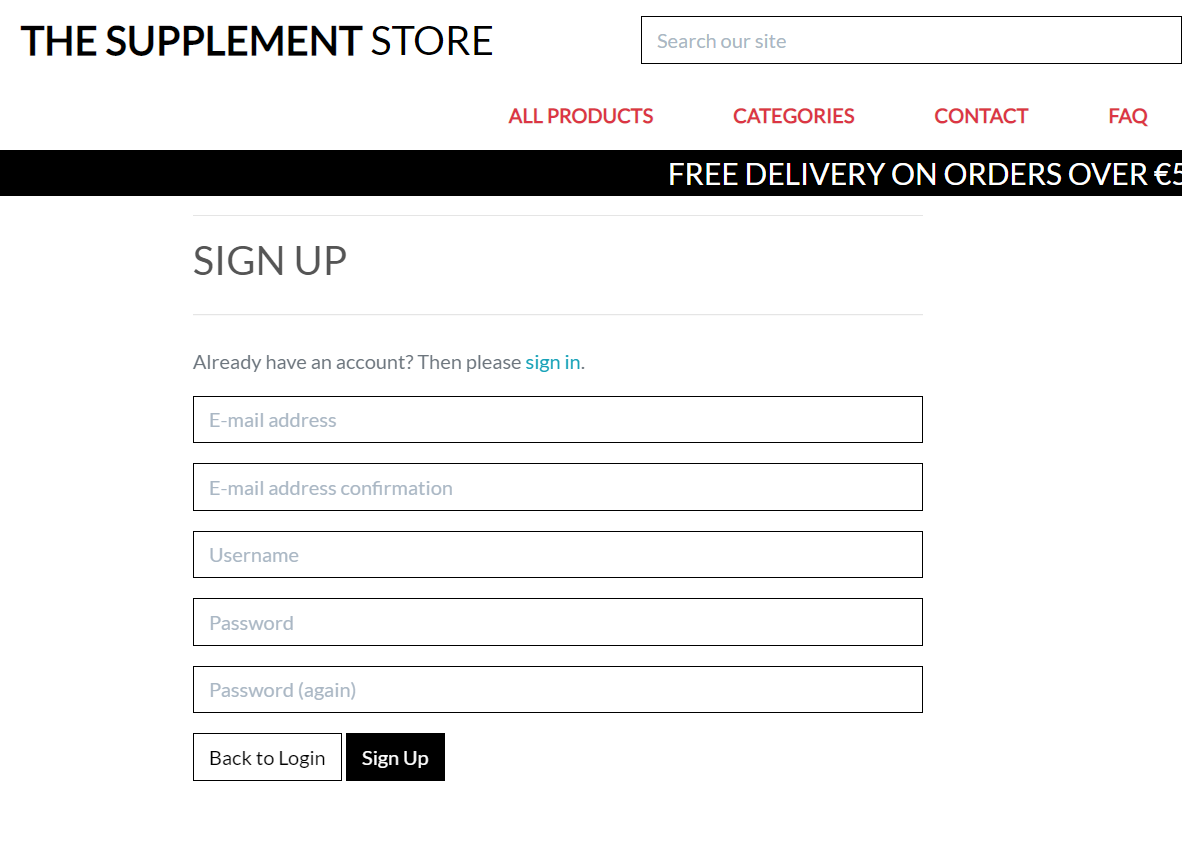 THE SUPPLEMENT STORE
Search our site
ALL PRODUCTS CATEGORIES CONTACT FAQ
FREE DELIVERY ON ORDERS OVER €5
SIGN UP
Already have an account? Then please sign in.
E-mail address
E-mail address confirmation
Username
Password
Password (again)
Back to Login Sign Up